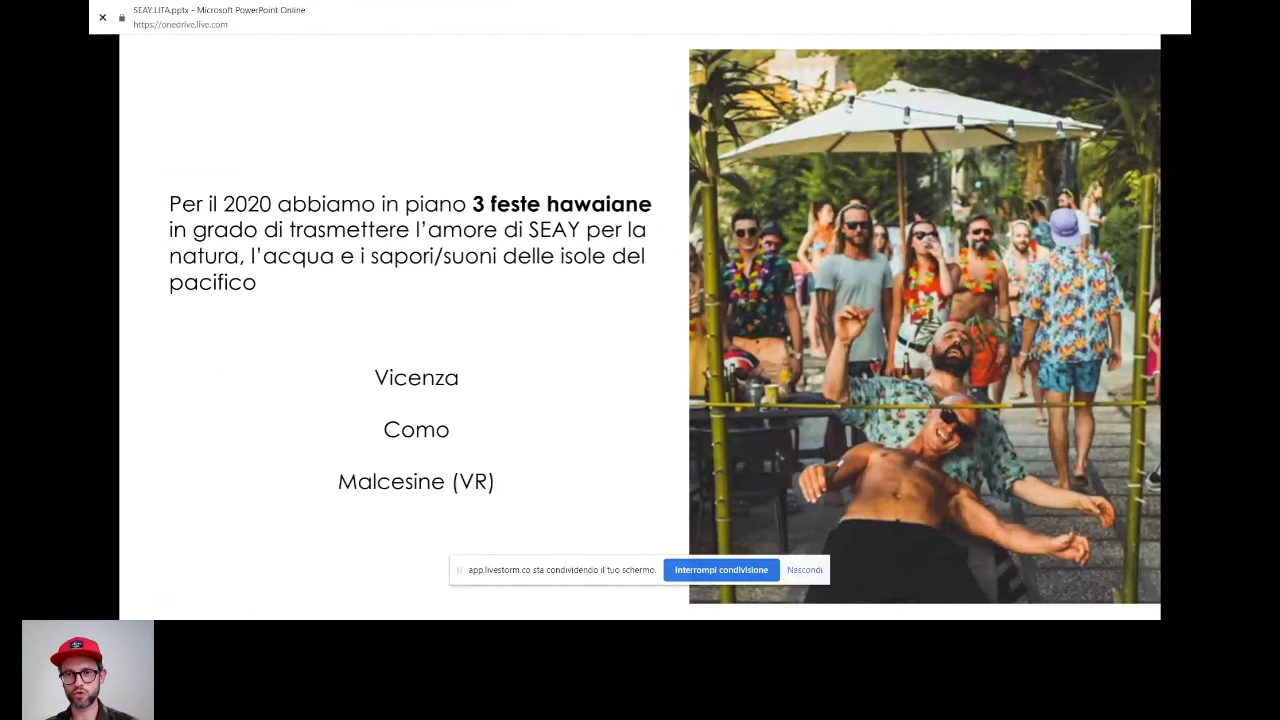 SEAY.LITA.pptx - Microsoft PowerPoint Online
https://onedrive.live.com
Per il 2020 abbiamo in piano 3 feste hawaiane
in grado di trasmettere l’amore di SEAY per la
natura, l’acqua e i sapori/suoni delle isole del
pacifico
Vicenza
Como
Malcesine (VR)
app.livestorm.co sta condividendo il tuo schermo.
Interrompi condivisione
Nascondi